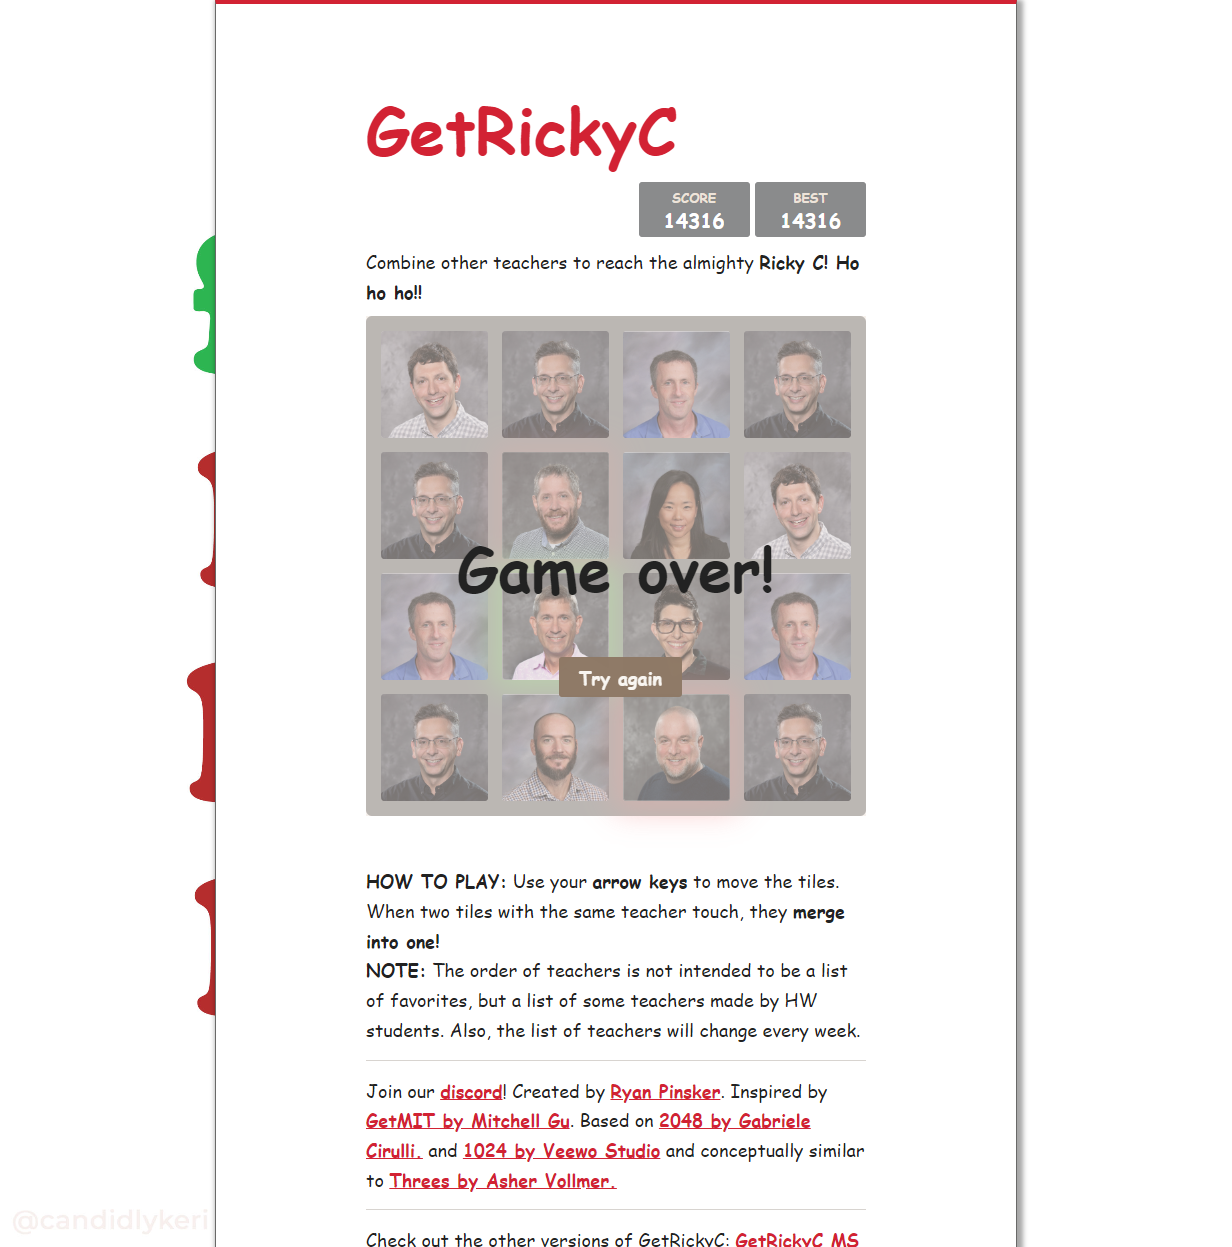 GetRickyC
SCORE
14316
BEST
14316
Combine other teachers to reach the almighty Ricky C! Ho
ho ho!!
Game over!
Try again
HOW TO PLAY: Use your arrow keys to move the tiles.
When two tiles with the same teacher touch, they merge
into one!
NOTE: The order of teachers is not intended to be a list
of favorites, but a list of some teachers made by HW
students. Also, the list of teachers will change every week.
Join our discord! Created by Ryan Pinsker. Inspired by
GetMIT by Mitchell Gu. Based on 2048 by Gabriele
Cirulli. and 1024 by Veewo Studio and conceptually similar
to Threes by Asher Vollmer.
@candidlykeri
Check out the other versions of GetRickyC: GetRickyC MS